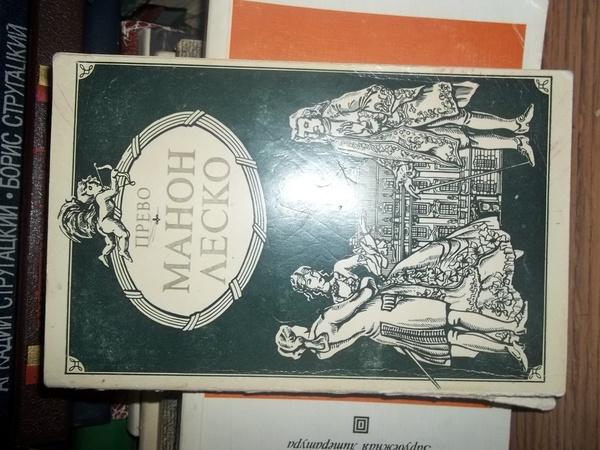 ПРЕВО
МАНОН
ЛЕСКО
АРКАДИЙ СТРУГАЦКИЙ • БОРИС СТРУГАЦКИЙ
Зарубежная литература